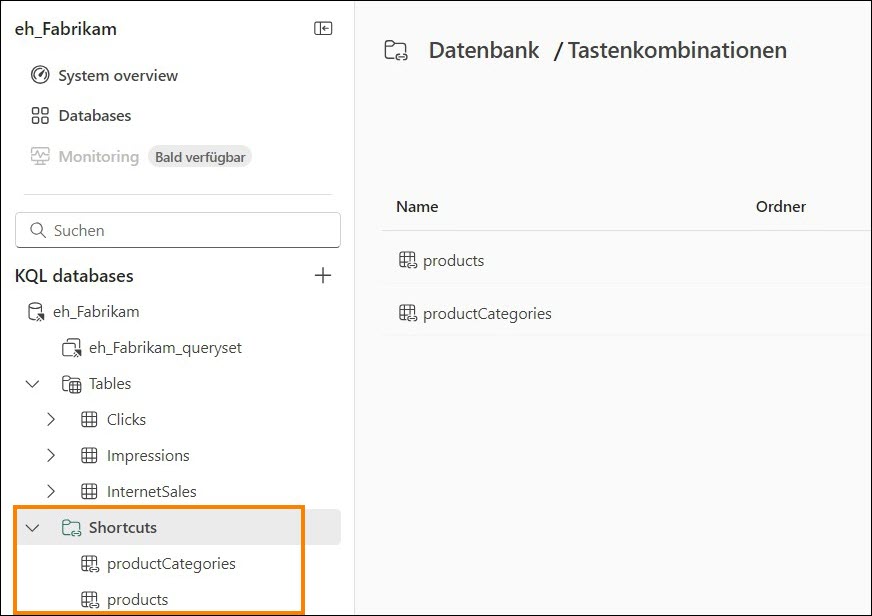 eh_Fabrikam
System overview
Databases
Monitoring Bald verfügbar
Suchen
KQL databases
eh_Fabrikam
eh_Fabrikam_queryset
Tables
Clicks
Impressions
InternetSales
Shortcuts
productCategories
products
Datenbank / Tastenkombinationen
Name Ordner
products
productCategories